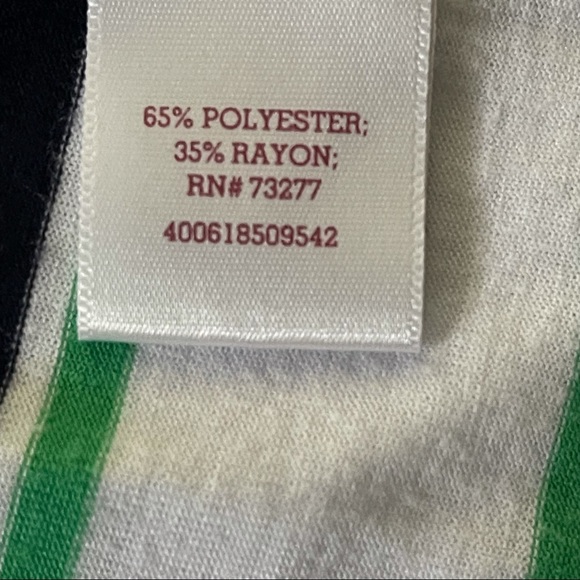 65% POLYESTER;
35% RAYON;
RN# 73277
400618509542